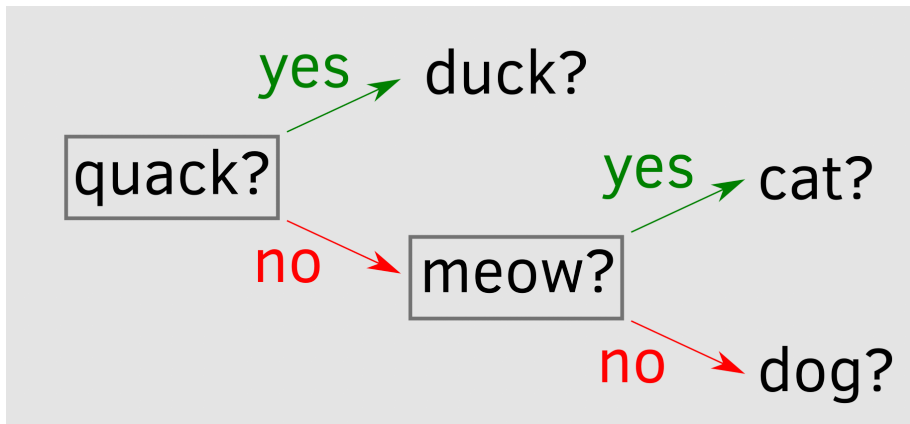 yes
duck?
quack?
yes
cat?
no
meow?
no
dog?